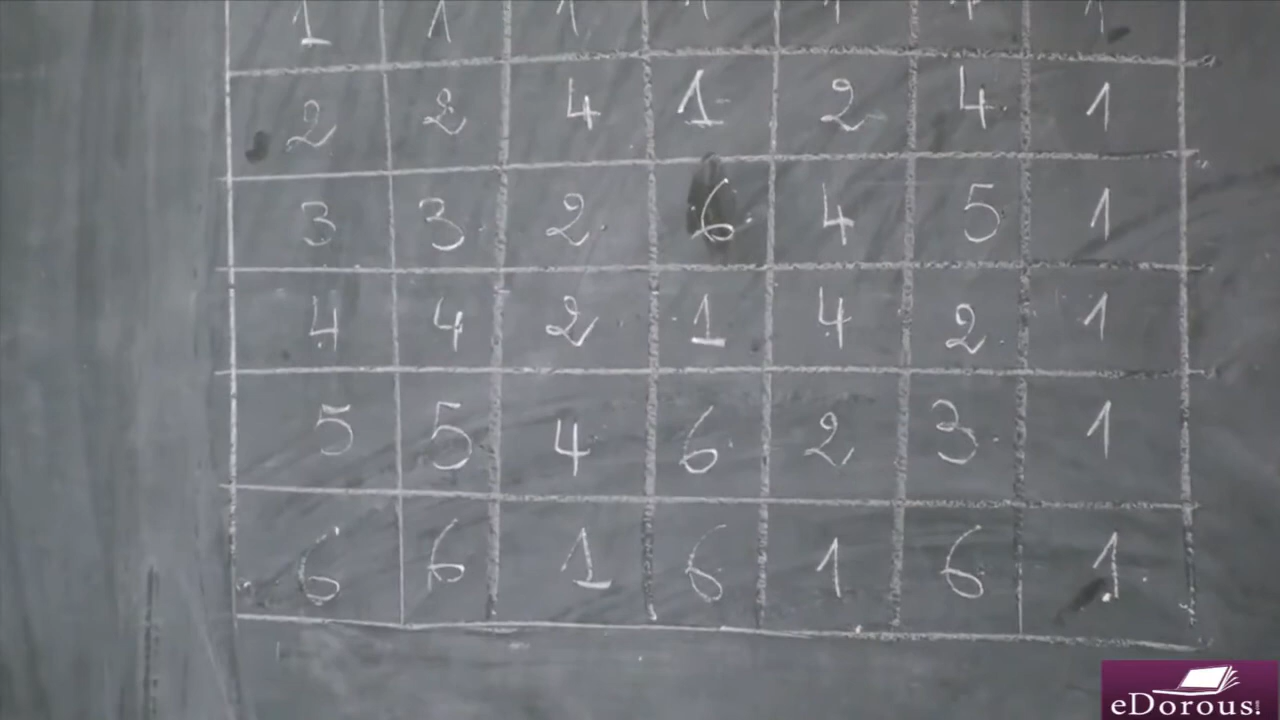 1 1 1 1 1 1 1
2 2 4 1 2 4 1
3 3 2 6 4 5 1
4 4 2 1 4 2 1
5 5 4 6 2 3 1
6 6 1 6 1 6 1
eDorous!